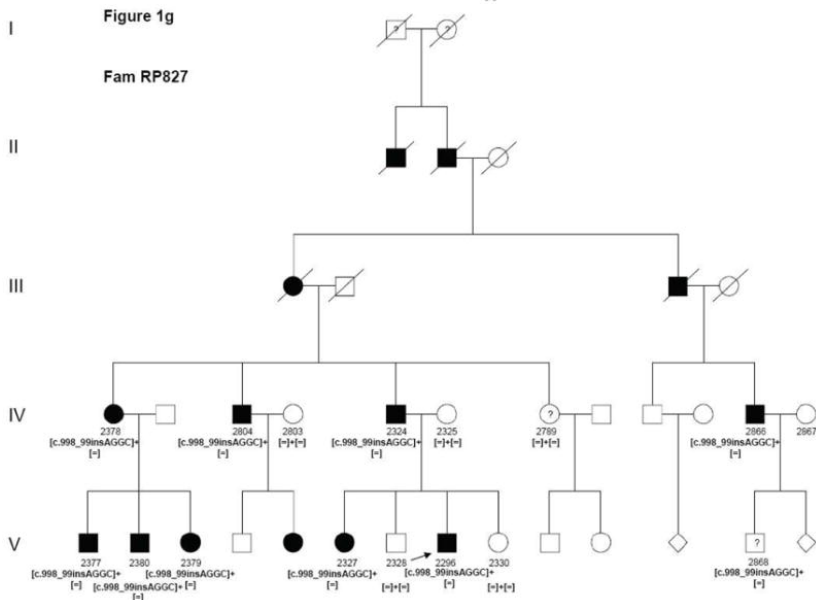 Figure 1g
I
? ?
Fam RP827
II
III
IV
?
2378 2804 2803 2324 2325 2789 2866 2867
[c.998_99insAGGC]+ [c.998_99insAGGC]+ [=]+[=] [c.998_99insAGGC]+ [=]+[=] [=]+[=] [c.998_99insAGGC]+
[=] [=] [=] [=]
V
?
2377 2380 2379 2327 2328 2296 2330 2868
[c.998_99insAGGC]+ [c.998_99insAGGC]+ [c.998_99insAGGC]+ [=]+[=] [c.998_99insAGGC]+ [=]+[=] [c.998_99insAGGC]+
[=] [c.998_99insAGGC]+ [=] [=] [=] [=]
[=]